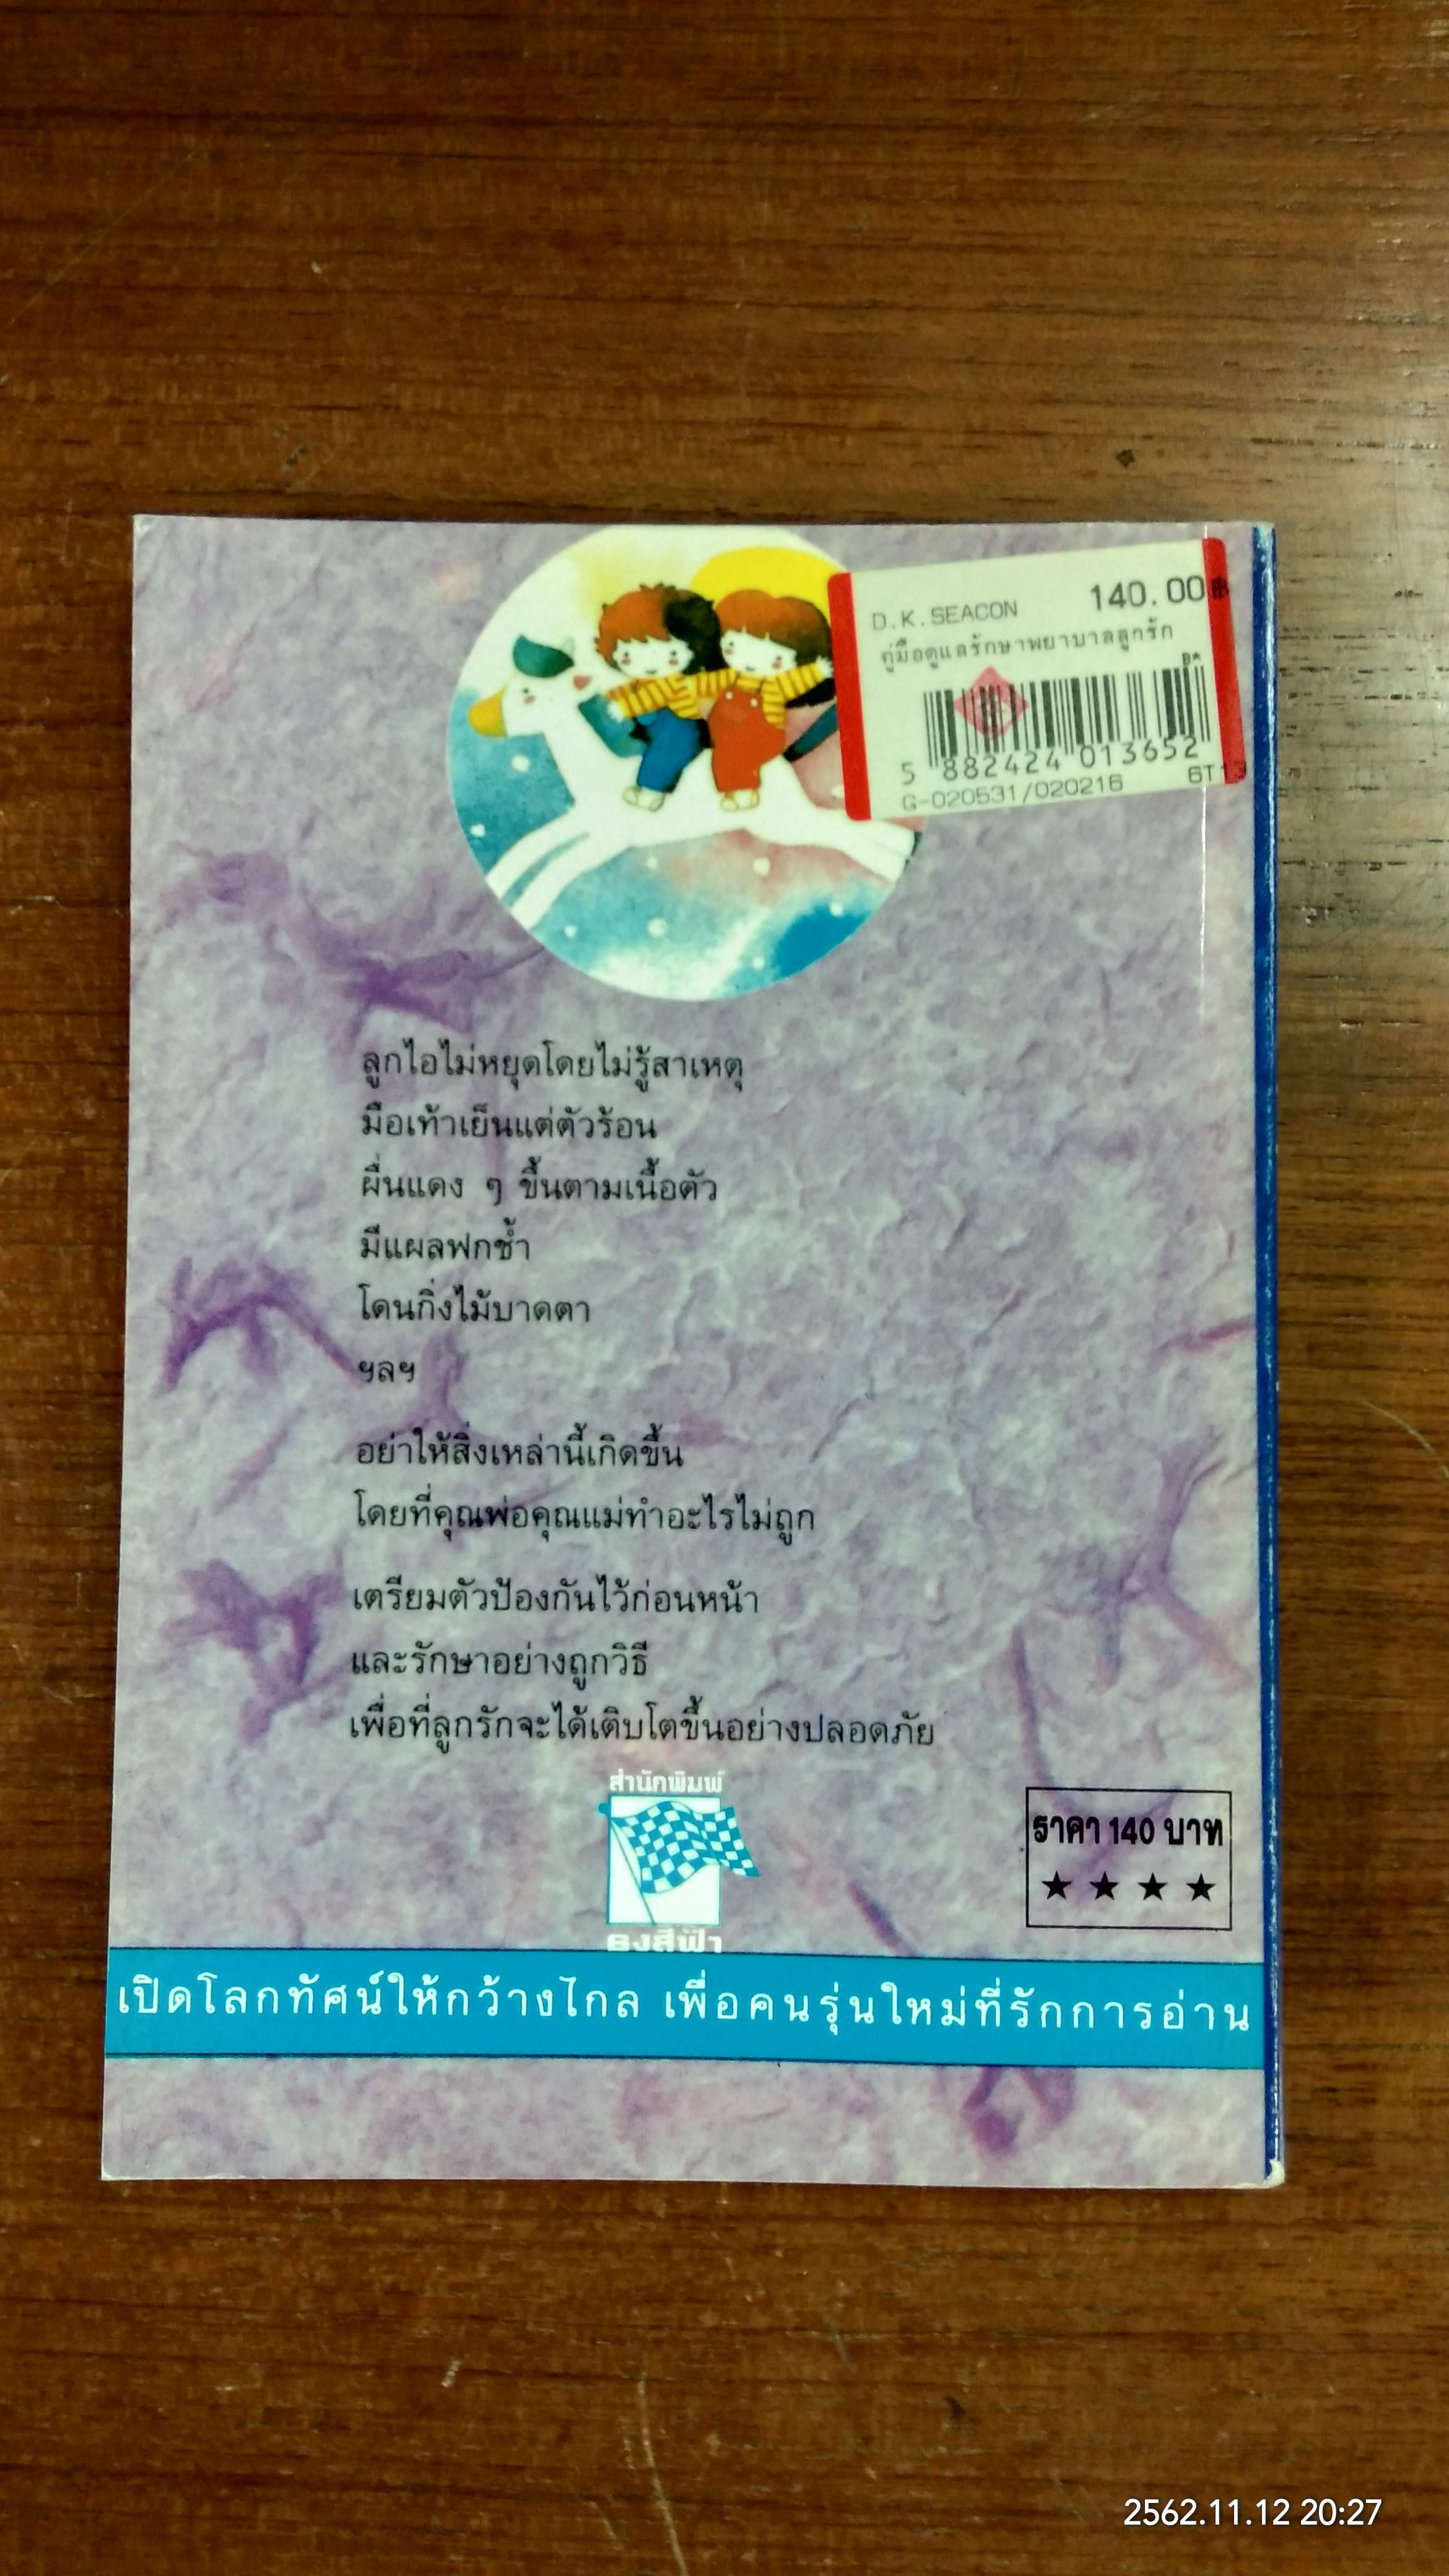 D.K.SEACON 140.00฿
คู่มือดูแลรักษาพยาบาลลูกรัก
B*
5 882424 013652
G-020531/020216 6T13
ลูกไอไม่หยุดโดยไม่รู้สาเหตุ
มือเท้าเย็นแต่ตัวร้อน
ผื่นแดง ๆ ขึ้นตามเนื้อตัว
มีแผลฟกช้ำ
โดนกิ่งไม้บาดตา
ฯลฯ
อย่าให้สิ่งเหล่านี้เกิดขึ้น
โดยที่คุณพ่อคุณแม่ทำอะไรไม่ถูก
เตรียมตัวป้องกันไว้ก่อนหน้า
และรักษาอย่างถูกวิธี
เพื่อที่ลูกรักจะได้เติบโตขึ้นอย่างปลอดภัย
สำนักพิมพ์
ธงสีฟ้า
ราคา 140 บาท
★ ★ ★ ★
เปิดโลกทัศน์ให้กว้างไกล เพื่อคนรุ่นใหม่ที่รักการอ่าน
2562.11.12 20:27